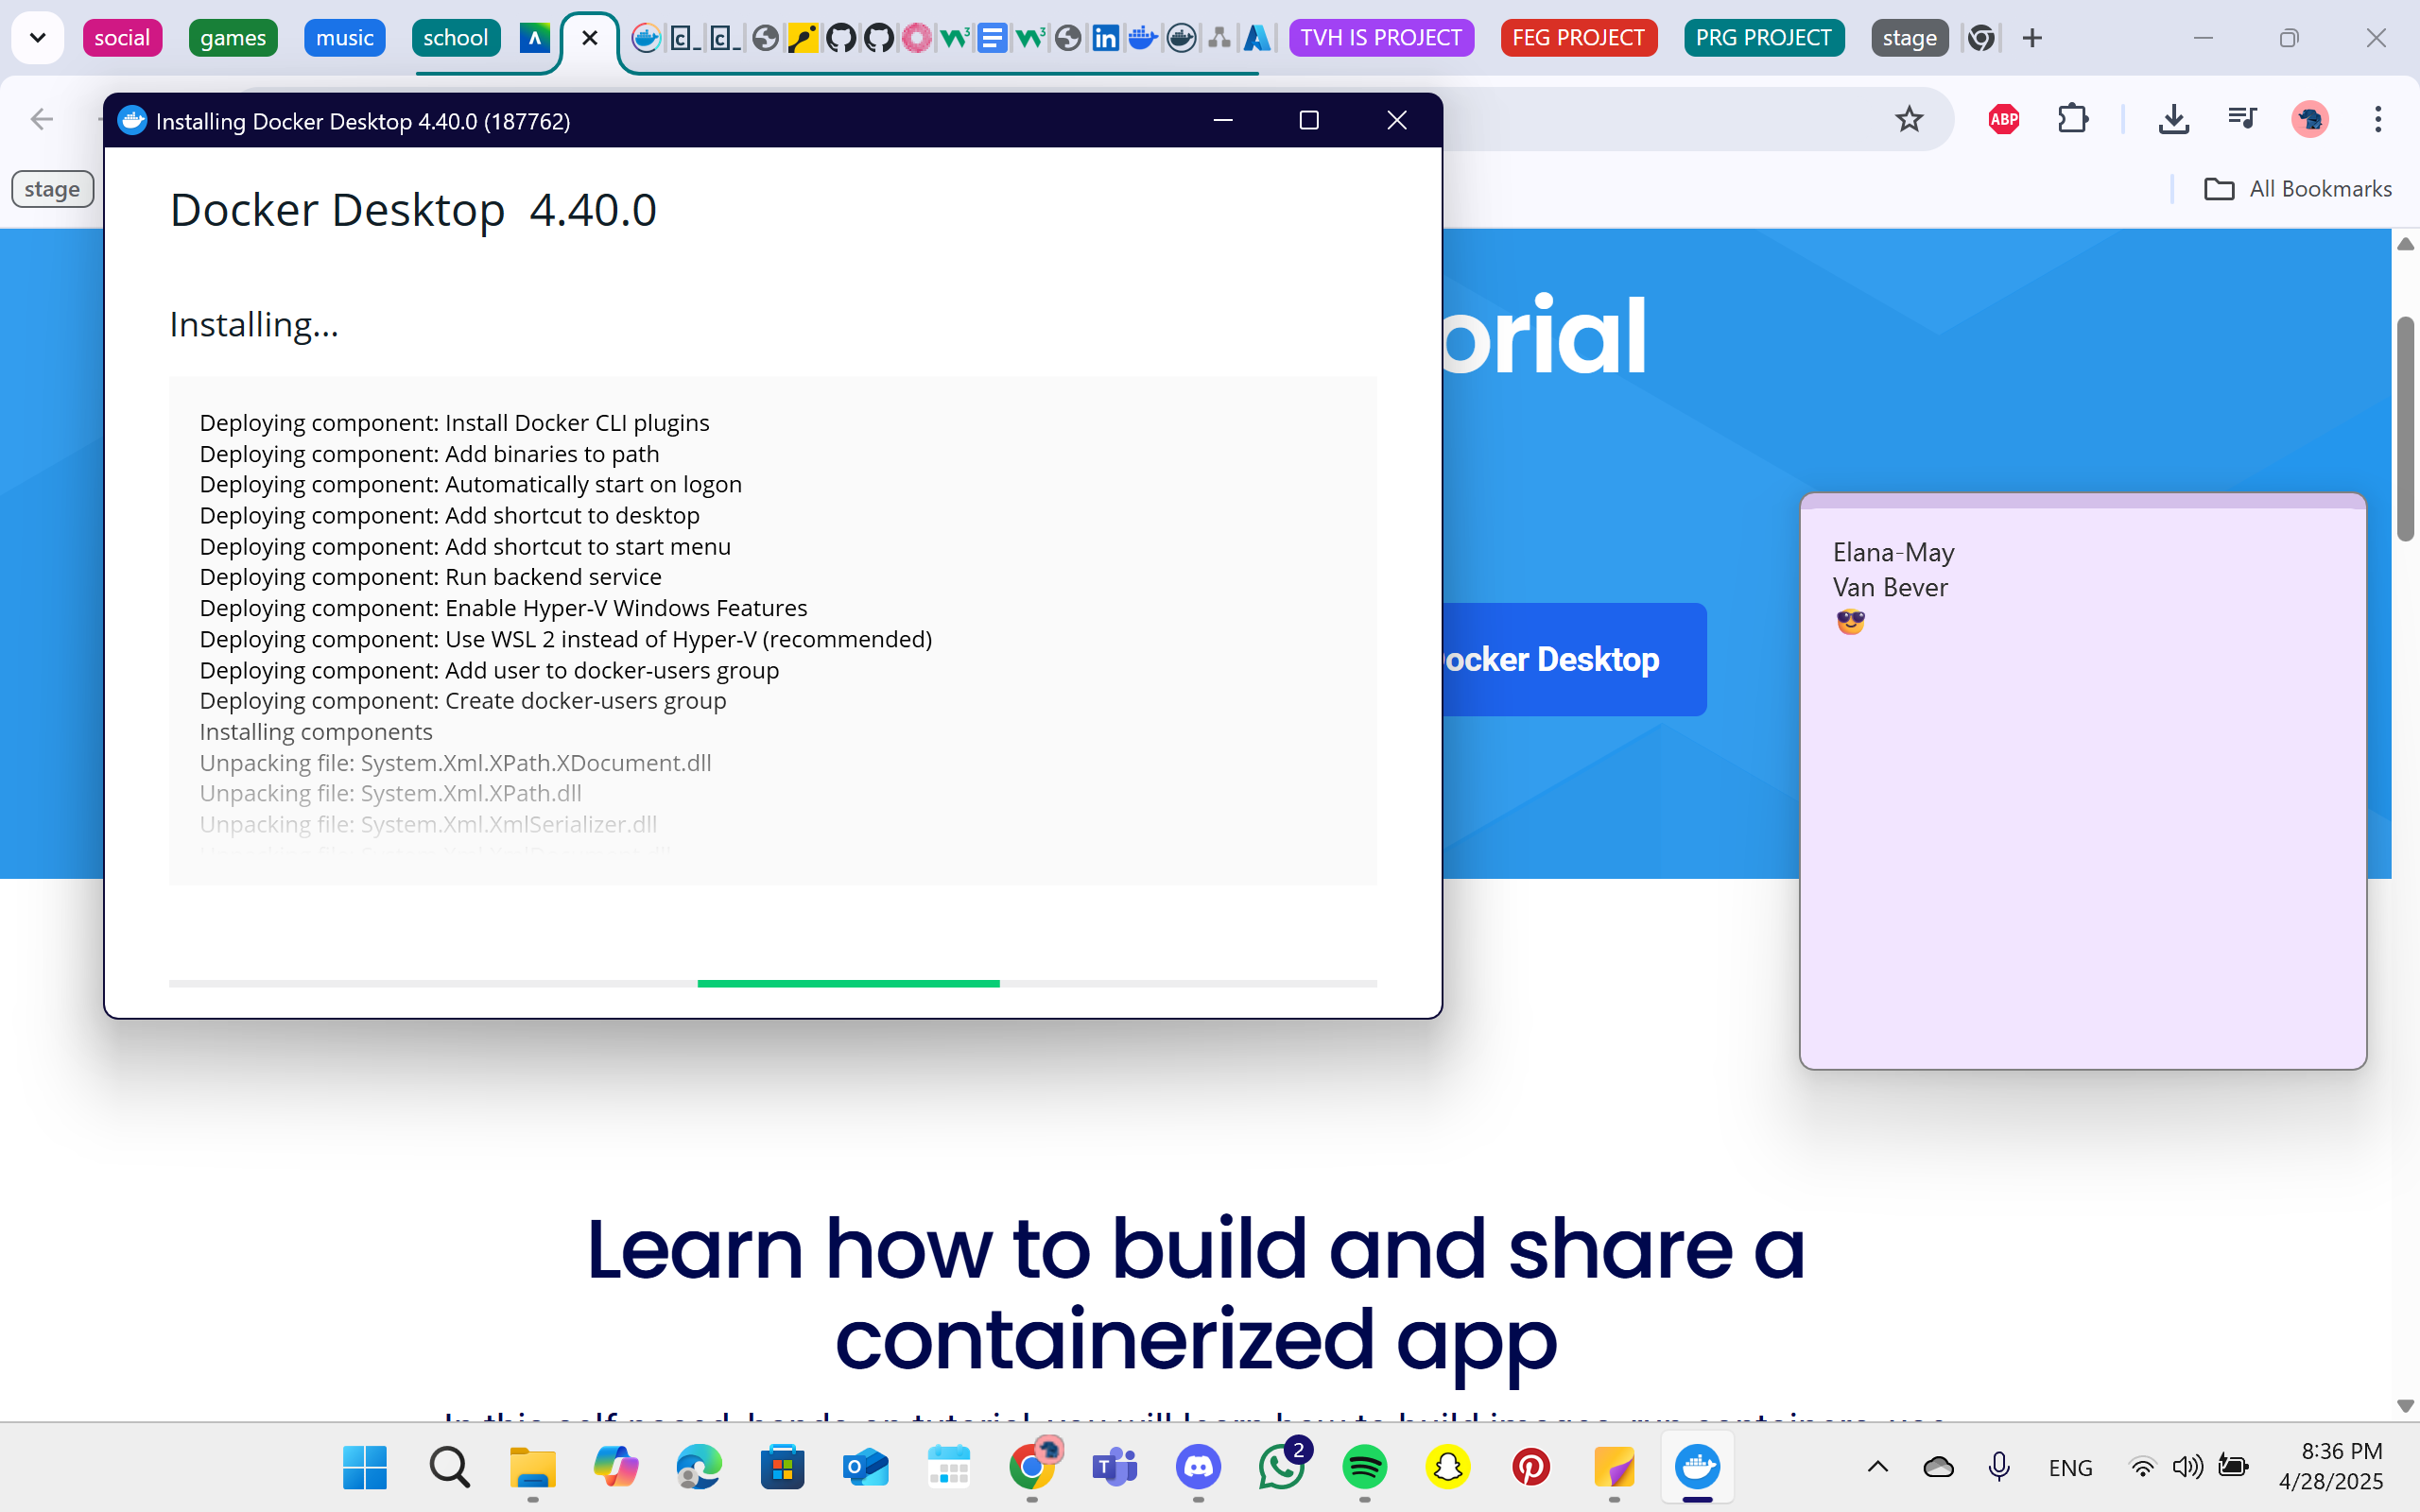 social
games
music
school
TVH IS PROJECT
FEG PROJECT
PRG PROJECT
stage
ABP
stage
All Bookmarks
Installing Docker Desktop 4.40.0 (187762)
Docker Desktop 4.40.0
Installing...
Deploying component: Install Docker CLI plugins
Deploying component: Add binaries to path
Deploying component: Automatically start on logon
Deploying component: Add shortcut to desktop
Deploying component: Add shortcut to start menu
Deploying component: Run backend service
Deploying component: Enable Hyper-V Windows Features
Deploying component: Use WSL 2 instead of Hyper-V (recommended)
Deploying component: Add user to docker-users group
Deploying component: Create docker-users group
Installing components
Unpacking file: System.Xml.XPath.XDocument.dll
Unpacking file: System.Xml.XPath.dll
Unpacking file: System.Xml.XmlSerializer.dll
orial
ocker Desktop
Elana-May
Van Bever
😎
Learn how to build and share a
containerized app
2
ENG
8:36 PM
4/28/2025